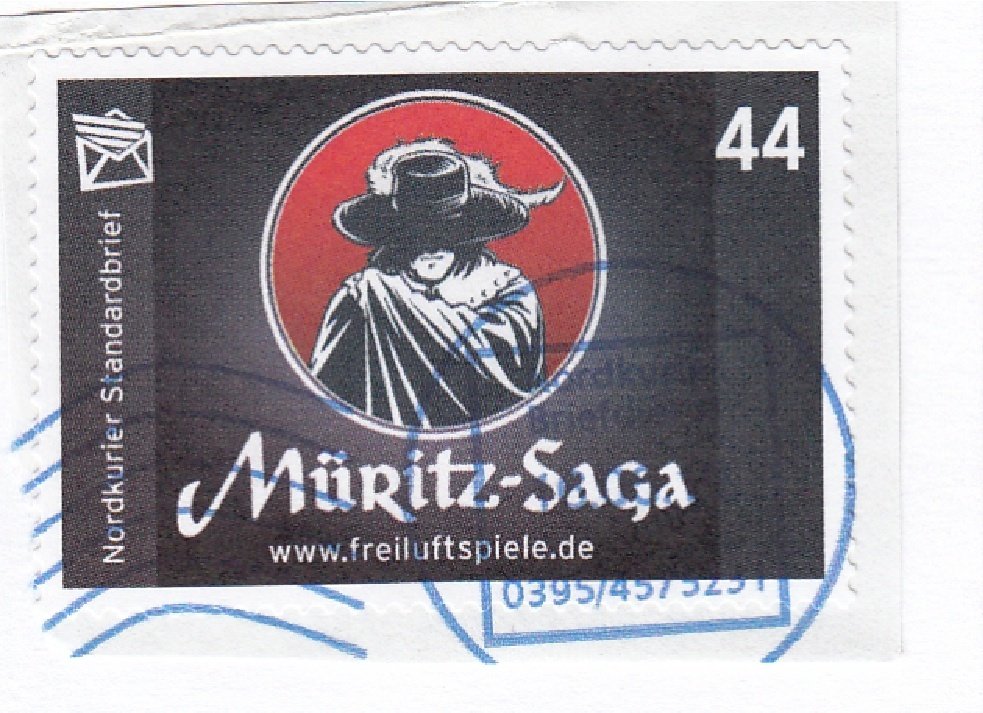 44
Nordkurier Standardbrief
Müritz-Saga
www.freiluftspiele.de
0395/4575251